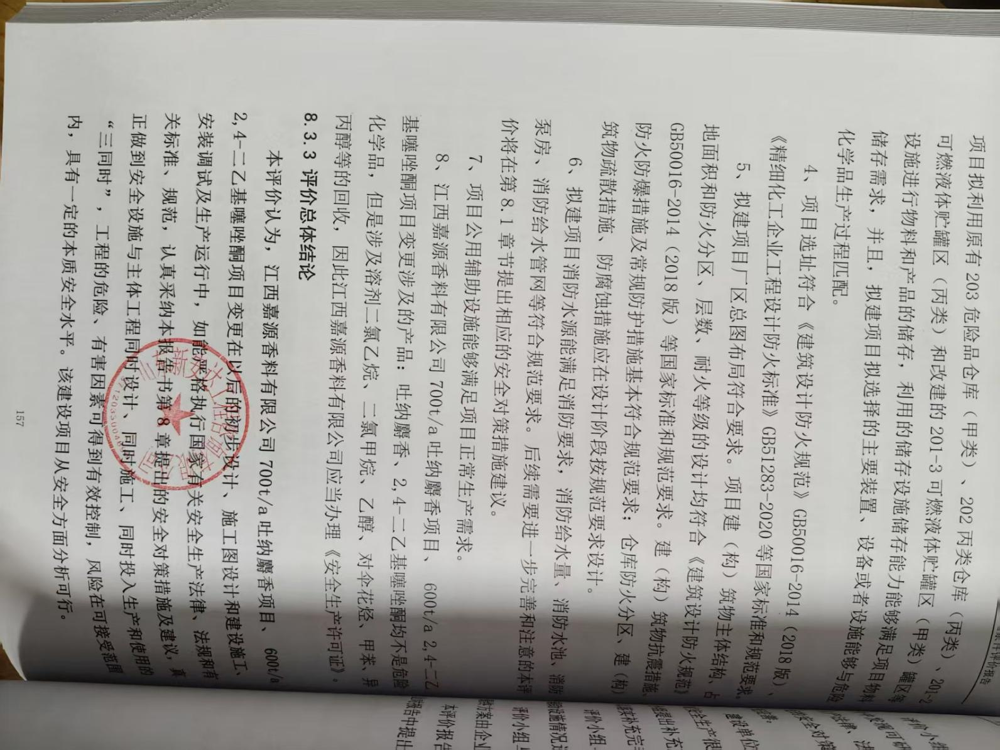 项目拟利用原有 203 危险品仓库（甲类）、202 丙类仓库（丙类）、201-2
可燃液体贮罐区（丙类）和改建的 201-3 可燃液体贮罐区（甲类）罐区等
设施进行物料和产品的储存，利用的储存设施储存能力能够满足项目物料
储存需求，并且，拟建项目拟选择的主要装置、设备或者设施能够与危险
化学品生产过程匹配。
4、项目选址符合《建筑设计防火规范》GB50016-2014（2018 版）、
《精细化工企业工程设计防火标准》GB51283-2020 等国家标准和规范要求。
5、拟建项目厂区总图布局符合要求。项目建（构）筑物主体结构、占
地面积和防火分区、层数、耐火等级的设计均符合《建筑设计防火规范》
GB50016-2014（2018 版）等国家标准和规范要求。建（构）筑物抗震措施、
防火防爆措施及常规防护措施基本符合规范要求；仓库防火分区、建（构）
筑物疏散措施、防腐蚀措施应在设计阶段按规范要求设计。
6、拟建项目消防水源能满足消防要求，消防给水量、消防水池、消防
泵房、消防给水管网等符合规范要求。后续需要进一步完善和注意的本评
价将在第 8.1 章节提出相应的安全对策措施建议。
7、项目公用辅助设施能够满足项目正常生产需求。
8、江西嘉源香料有限公司 700t/a 吐纳麝香项目、600t/a 2,4-二乙
基噻唑酮项目变更涉及的产品：吐纳麝香、2,4-二乙基噻唑酮均不是危险
化学品，但是涉及溶剂二氯乙烷、二氯甲烷、乙醇、对伞花烃、甲苯、异
丙醇等的回收，因此江西嘉源香料有限公司应当办理《安全生产许可证》。
8.3.3 评价总体结论
本评价认为，江西嘉源香料有限公司 700t/a 吐纳麝香项目、600t/a
2,4-二乙基噻唑酮项目变更在以后的初步设计、施工图设计和建设施工、
安装调试及生产运行中，如能严格执行国家有关安全生产法律、法规和有
关标准、规范，认真采纳本报告书第 8 章提出的安全对策措施及建议，真
正做到安全设施与主体工程同时设计、同时施工、同时投入生产和使用的
“三同时”，工程的危险、有害因素可得到有效控制，风险在可接受范围
内，具有一定的本质安全水平。该建设项目从安全方面分析可行。
157